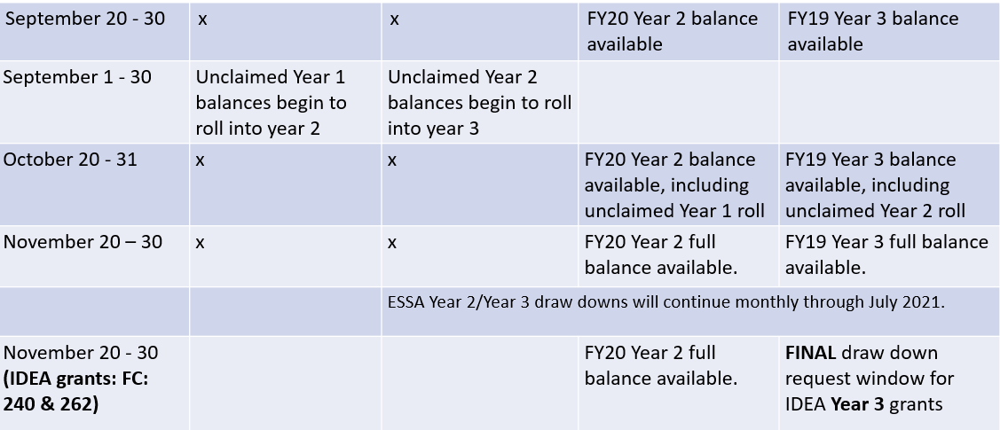 September 20 - 30
x
x
FY20 Year 2 balance
available
FY19 Year 3 balance
available
September 1 - 30
Unclaimed Year 1
balances begin to
roll into year 2
Unclaimed Year 2
balances begin to roll
into year 3
October 20 - 31
x
x
FY20 Year 2 balance
available, including
unclaimed Year 1 roll
FY19 Year 3 balance
available, including
unclaimed Year 2 roll
November 20 – 30
x
x
FY20 Year 2 full
balance available.
FY19 Year 3 full balance
available.
ESSA Year 2/Year 3 draw downs will continue monthly through July 2021.
November 20 - 30
(IDEA grants: FC:
240 & 262)
FY20 Year 2 full
balance available.
FINAL draw down
request window for
IDEA Year 3 grants